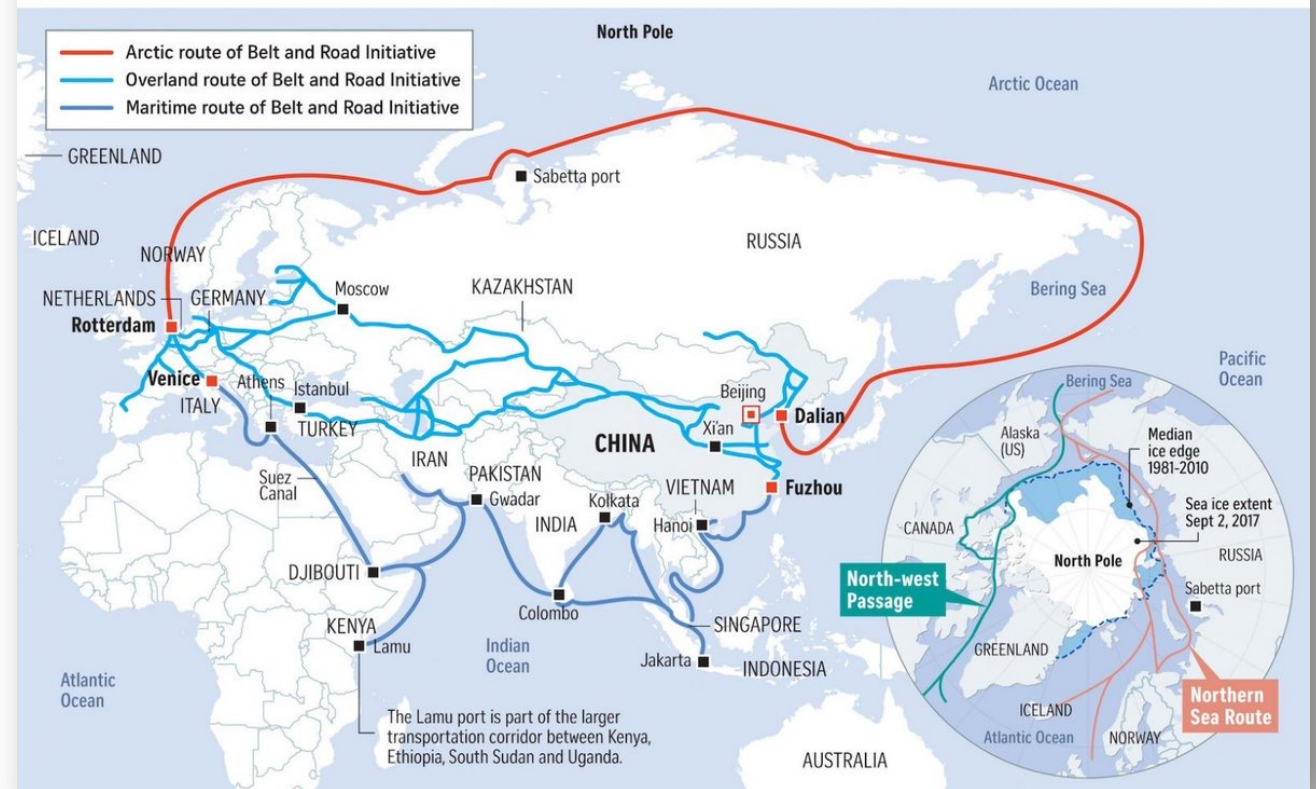 North Pole
Arctic route of Belt and Road Initiative
Overland route of Belt and Road Initiative
Maritime route of Belt and Road Initiative
Arctic Ocean
GREENLAND
Sabetta port
ICELAND
NORWAY
RUSSIA
NETHERLANDS
GERMANY
Moscow
KAZAKHSTAN
Bering Sea
Rotterdam
Pacific
Ocean
Venice
Athens
Istanbul
Beijing
ITALY
TURKEY
Xi'an
Dalian
CHINA
IRAN
PAKISTAN
Suez
Canal
Gwadar
Kolkata
VIETNAM
Fuzhou
INDIA
Hanoi
DJIBOUTI
Colombo
KENYA
Lamu
SINGAPORE
Indian
Ocean
Jakarta
INDONESIA
Atlantic
Ocean
The Lamu port is part of the larger
transportation corridor between Kenya,
Ethiopia, South Sudan and Uganda.
AUSTRALIA
Bering Sea
Alaska
(US)
Median
ice edge
1981-2010
Sea ice extent
Sept 2, 2017
CANADA
RUSSIA
North Pole
North-west
Passage
Sabetta port
GREENLAND
Northern
Sea Route
ICELAND
Atlantic Ocean
NORWAY